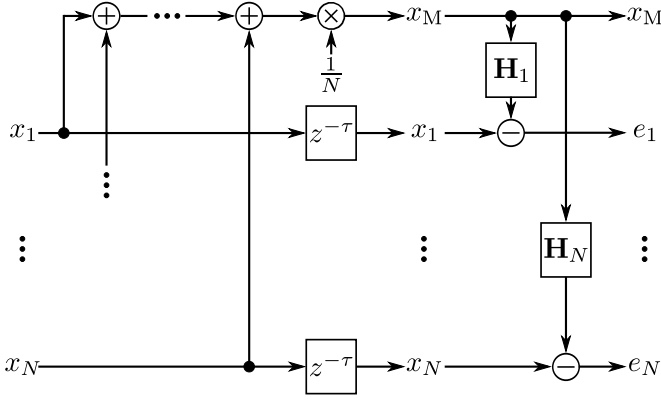 + ⋯ + × x_M x_M
1/N
H_1
x_1 z^{-τ} x_1 − e_1
⋮
⋮ ⋮ H_N ⋮
x_N z^{-τ} x_N − e_N